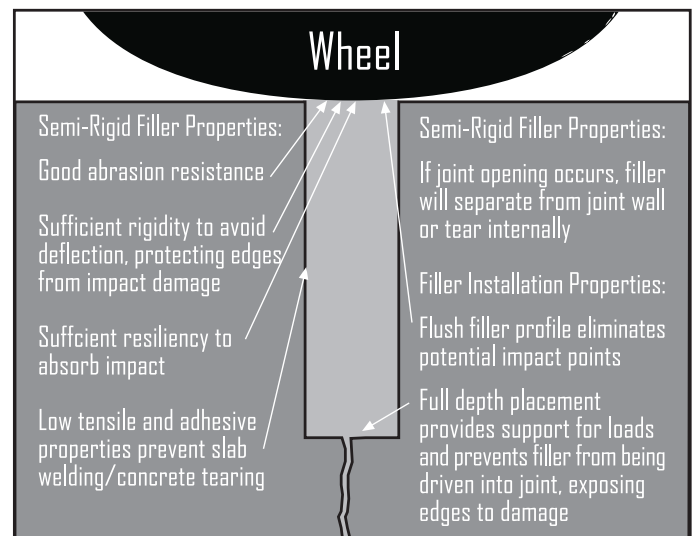 Wheel
Semi-Rigid Filler Properties:
Good abrasion resistance
Sufficient rigidity to avoid
deflection, protecting edges
from impact damage
Suffcient resiliency to
absorb impact
Low tensile and adhesive
properties prevent slab
welding/concrete tearing
Semi-Rigid Filler Properties:
If joint opening occurs, filler
will separate from joint wall
or tear internally
Filler Installation Properties:
Flush filler profile eliminates
potential impact points
Full depth placement
provides support for loads
and prevents filler from being
driven into joint, exposing
edges to damage